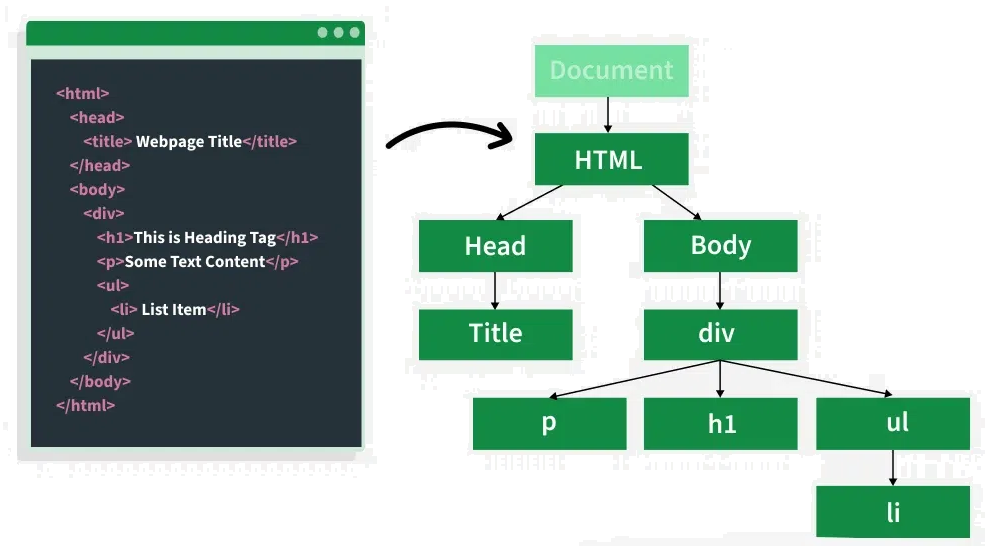 <html>
<head>
<title> Webpage Title</title>
</head>
<body>
<div>
<h1>This is Heading Tag</h1>
<p>Some Text Content</p>
<ul>
<li> List Item</li>
</ul>
</div>
</body>
</html>
Document
HTML
Head
Body
Title
div
p
h1
ul
li